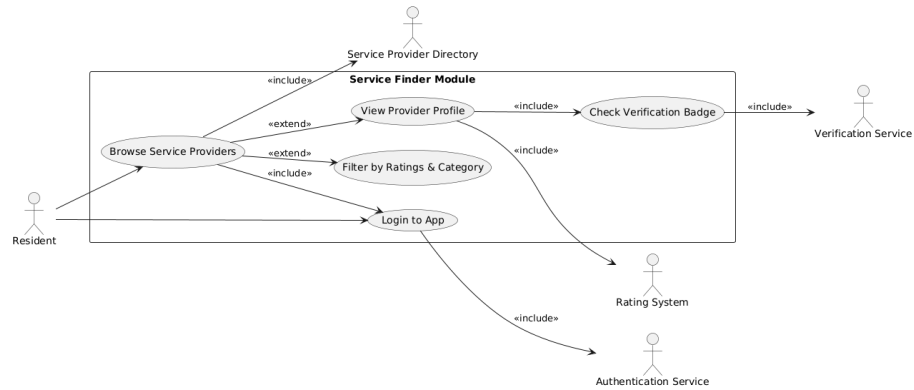 Service Provider Directory
Service Finder Module
«include»
View Provider Profile
«include»
Check Verification Badge
«include»
Verification Service
«extend»
Browse Service Providers
«extend»
Filter by Ratings & Category
«include»
«include»
Login to App
Resident
Rating System
«include»
Authentication Service